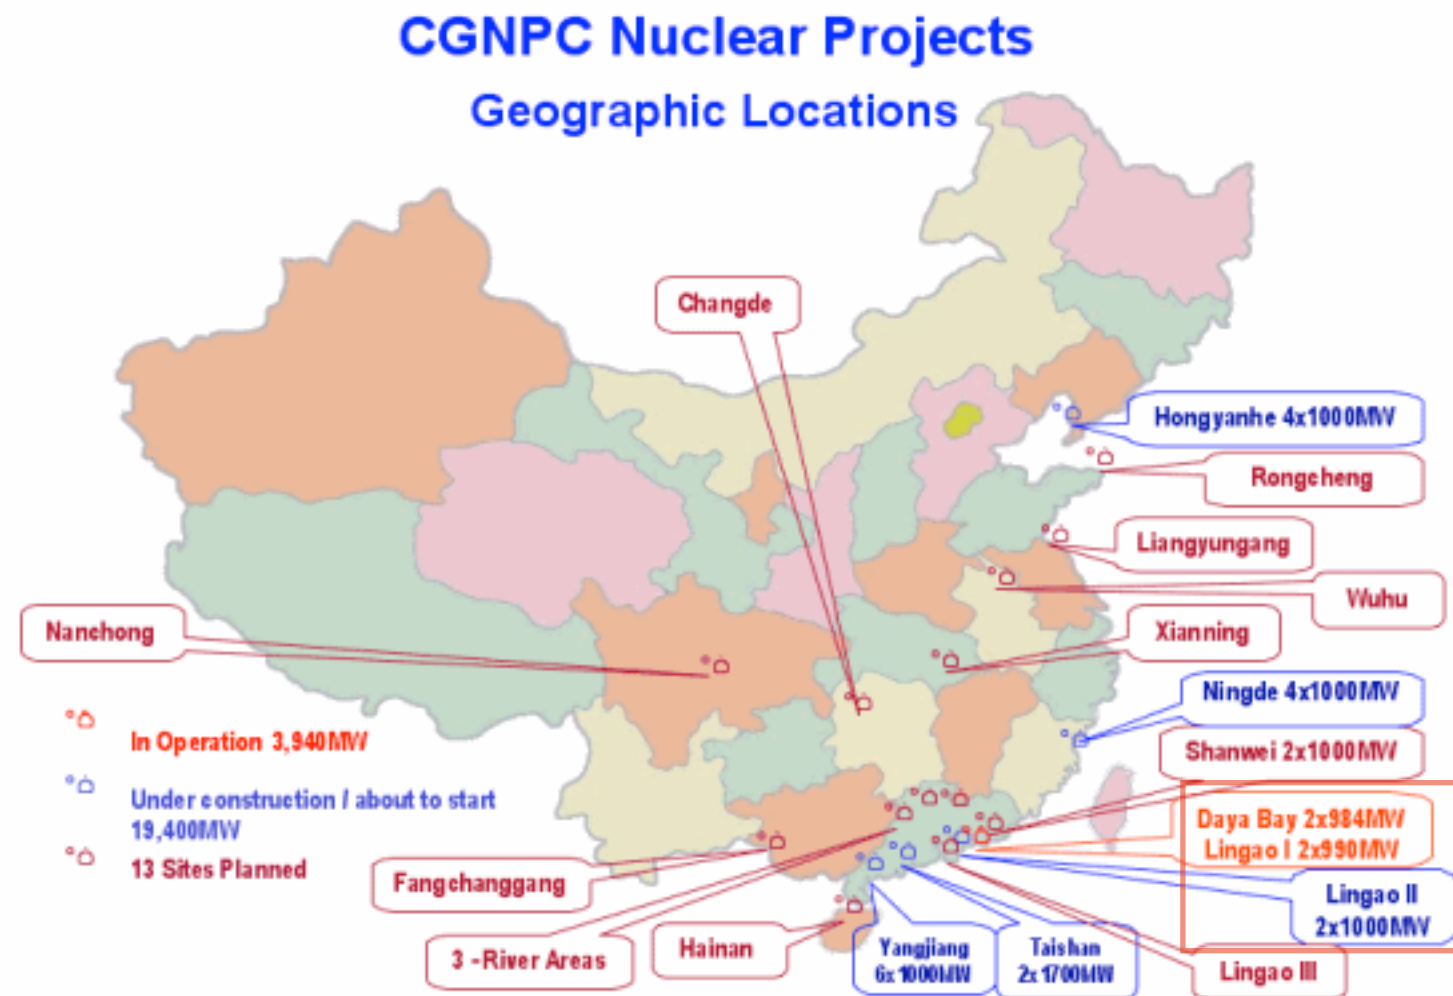 CGNPC Nuclear Projects
Geographic Locations
Changde
Hongyanhe 4x1000MW
Rongcheng
Liangyungang
Wuhu
Nanchong
Xianning
Ningde 4x1000MW
Shanwei 2x1000MW
In Operation 3,940MW
Under construction / about to start
19,400MW
13 Sites Planned
Daya Bay 2x984MW
Lingao I 2x990MW
Fangchanggang
Lingao II
2x1000MW
3 -River Areas
Hainan
Yangjiang
6x1000MW
Taishan
2x1700MW
Lingao III